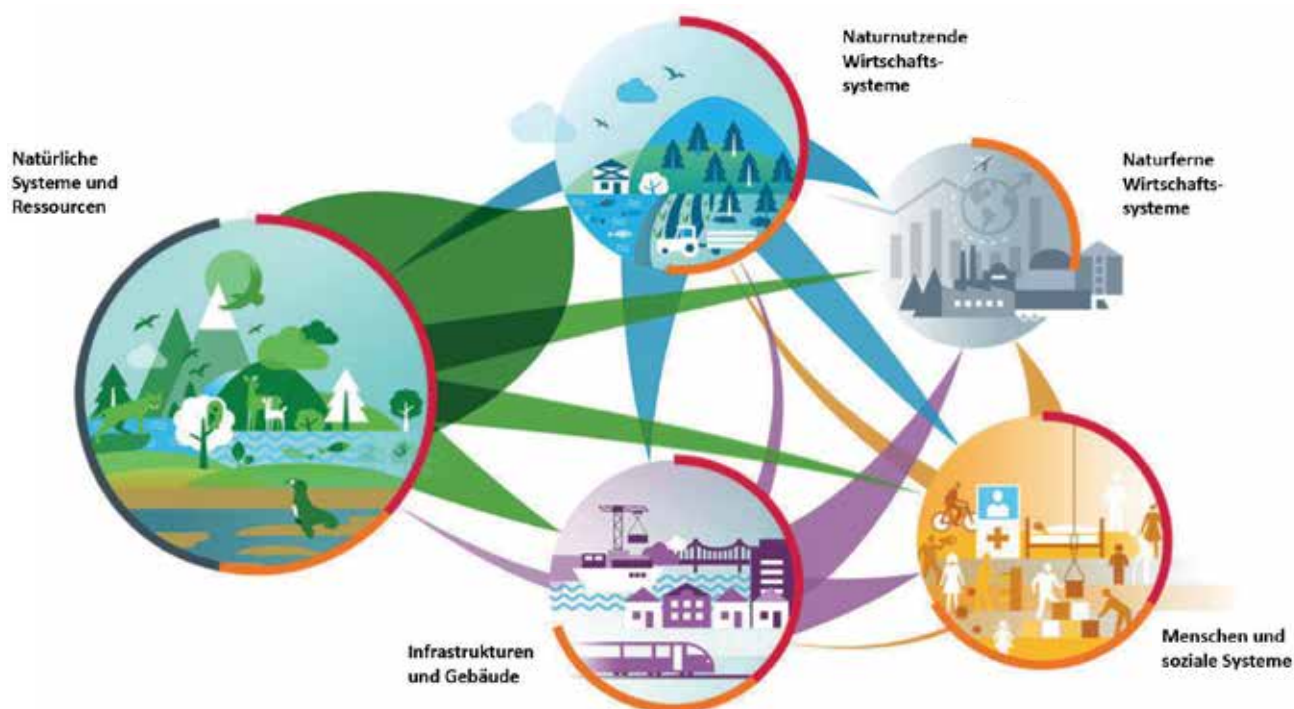 Naturnutzende
Wirtschafts-
systeme
Natürliche
Systeme und
Ressourcen
Naturferne
Wirtschafts-
systeme
Infrastrukturen
und Gebäude
Menschen und
soziale Systeme